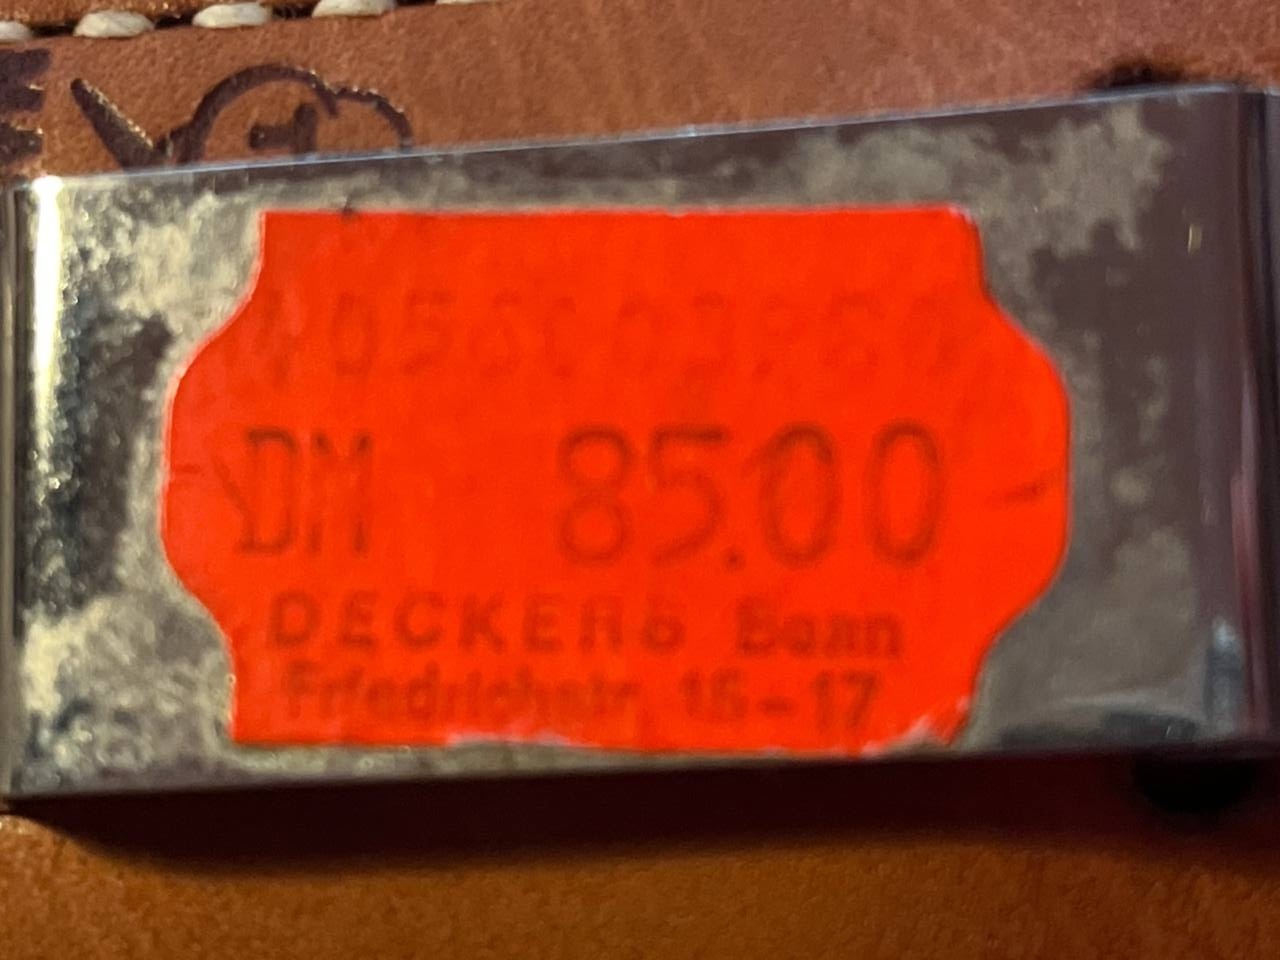 DM 85.00
DECKERS Bonn
Friedrichstr. 15-17